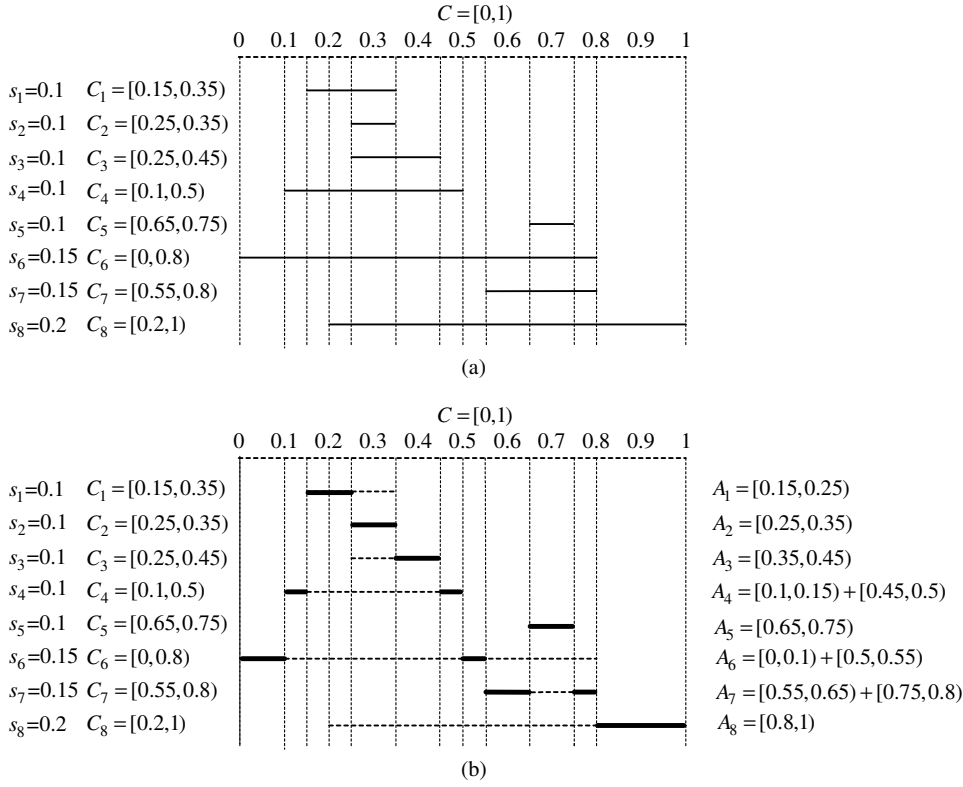 C = [0,1)
0 0.1 0.2 0.3 0.4 0.5 0.6 0.7 0.8 0.9 1
s₁=0.1 C₁ = [0.15,0.35)
s₂=0.1 C₂ = [0.25,0.35)
s₃=0.1 C₃ = [0.25,0.45)
s₄=0.1 C₄ = [0.1,0.5)
s₅=0.1 C₅ = [0.65,0.75)
s₆=0.15 C₆ = [0,0.8)
s₇=0.15 C₇ = [0.55,0.8)
s₈=0.2 C₈ = [0.2,1)
(a)
C = [0,1)
0 0.1 0.2 0.3 0.4 0.5 0.6 0.7 0.8 0.9 1
s₁=0.1 C₁ = [0.15,0.35) A₁ = [0.15,0.25)
s₂=0.1 C₂ = [0.25,0.35) A₂ = [0.25,0.35)
s₃=0.1 C₃ = [0.25,0.45) A₃ = [0.35,0.45)
s₄=0.1 C₄ = [0.1,0.5) A₄ = [0.1,0.15) + [0.45,0.5)
s₅=0.1 C₅ = [0.65,0.75) A₅ = [0.65,0.75)
s₆=0.15 C₆ = [0,0.8) A₆ = [0,0.1) + [0.5,0.55)
s₇=0.15 C₇ = [0.55,0.8) A₇ = [0.55,0.65) + [0.75,0.8)
s₈=0.2 C₈ = [0.2,1) A₈ = [0.8,1)
(b)